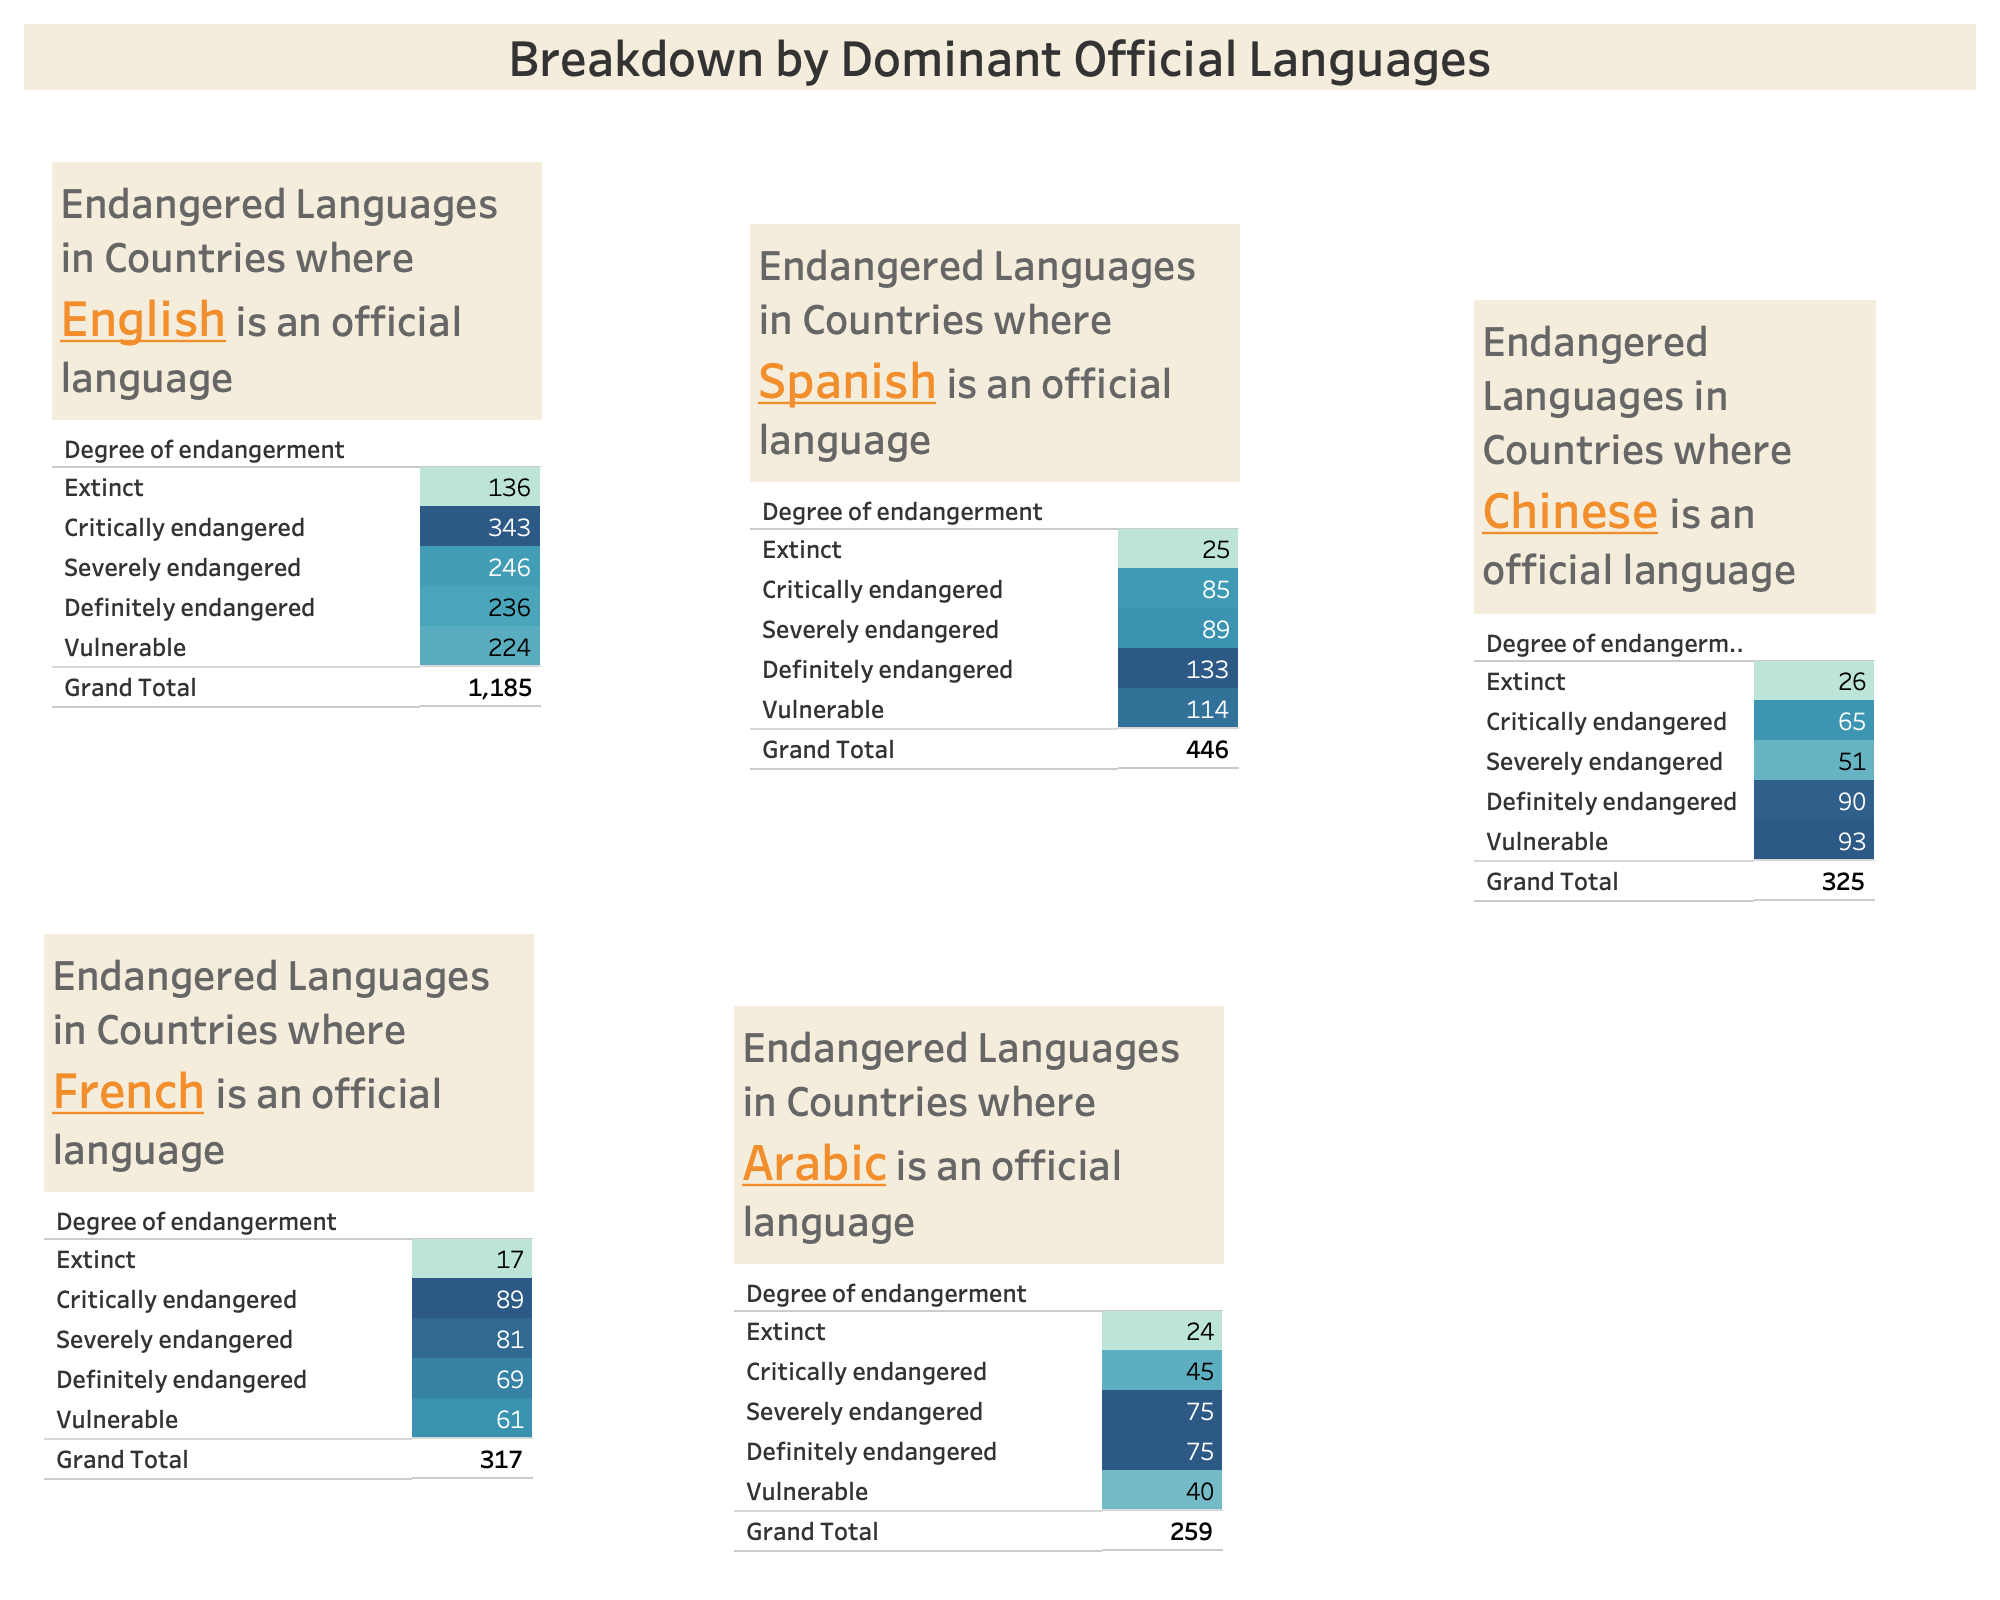 Breakdown by Dominant Official Languages
Endangered Languages
in Countries where
English is an official
language
Degree of endangerment
Extinct 136
Critically endangered 343
Severely endangered 246
Definitely endangered 236
Vulnerable 224
Grand Total 1,185
Endangered Languages
in Countries where
Spanish is an official
language
Degree of endangerment
Extinct 25
Critically endangered 85
Severely endangered 89
Definitely endangered 133
Vulnerable 114
Grand Total 446
Endangered
Languages in
Countries where
Chinese is an
official language
Degree of endangerm..
Extinct 26
Critically endangered 65
Severely endangered 51
Definitely endangered 90
Vulnerable 93
Grand Total 325
Endangered Languages
in Countries where
French is an official
language
Degree of endangerment
Extinct 17
Critically endangered 89
Severely endangered 81
Definitely endangered 69
Vulnerable 61
Grand Total 317
Endangered Languages
in Countries where
Arabic is an official
language
Degree of endangerment
Extinct 24
Critically endangered 45
Severely endangered 75
Definitely endangered 75
Vulnerable 40
Grand Total 259